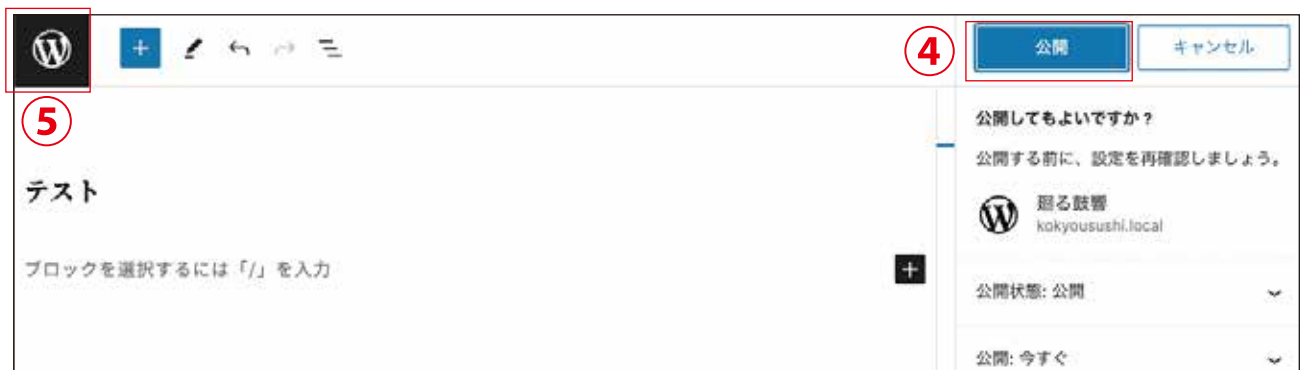 ④
公開
キャンセル
⑤
公開してもよいですか？
公開する前に、設定を再確認しましょう。
テスト
廻る鼓響
kokyousushi.local
ブロックを選択するには「/」を入力
公開状態: 公開
公開: 今すぐ